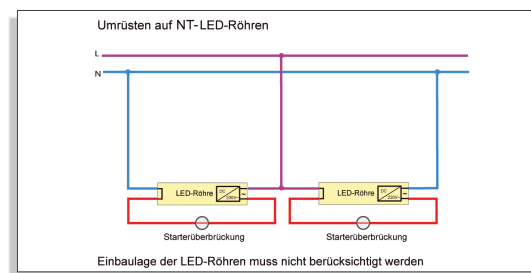 Umrüsten auf NT-LED-Röhren
L
N
LED-Röhre
DC
230V~
LED-Röhre
DC
230V~
Starterüberbrückung
Starterüberbrückung
Einbaulage der LED-Röhren muss nicht berücksichtigt werden